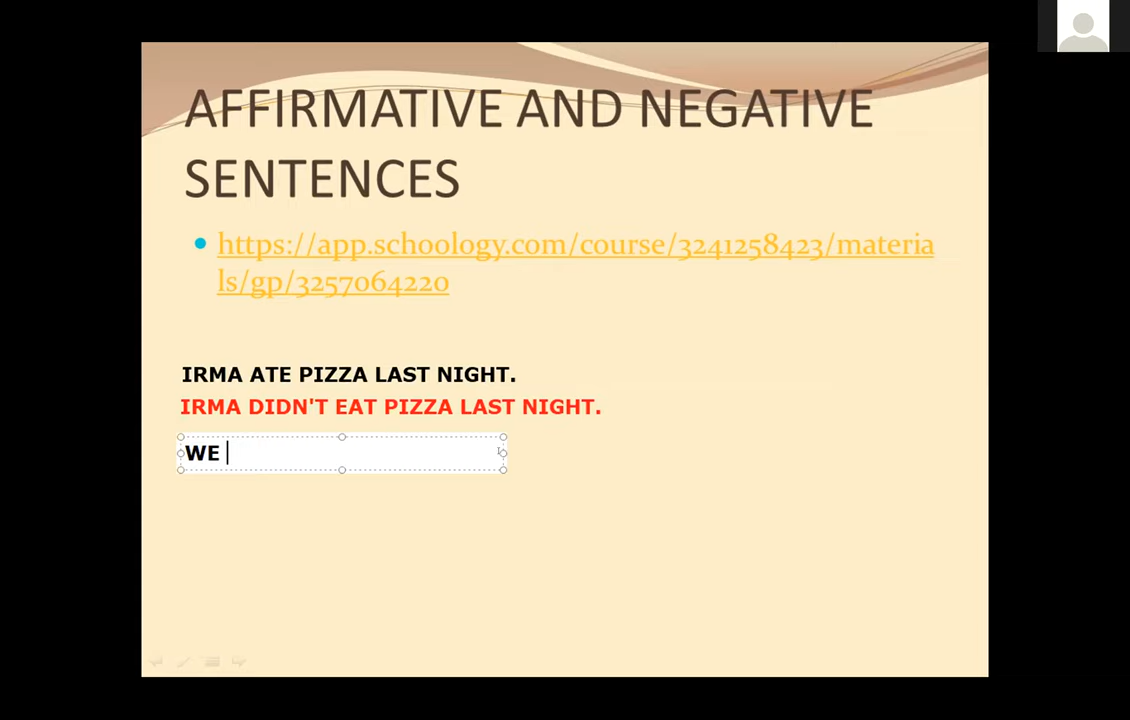 AFFIRMATIVE AND NEGATIVE
SENTENCES
https://app.schoology.com/course/3241258423/materia
ls/gp/3257064220
IRMA ATE PIZZA LAST NIGHT.
IRMA DIDN'T EAT PIZZA LAST NIGHT.
WE